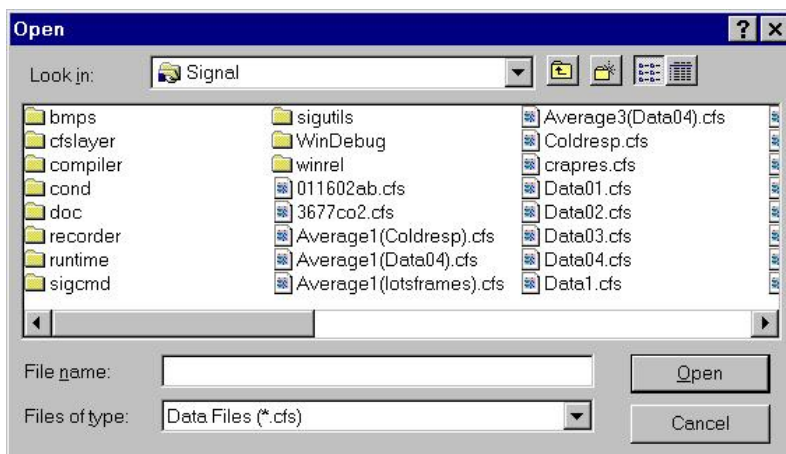 Open
Look in: Signal
bmps
cfslayer
compiler
cond
doc
recorder
runtime
sigcmd
sigutils
WinDebug
winrel
011602ab.cfs
3677co2.cfs
Average1(Coldresp).cfs
Average1(Data04).cfs
Average1(lotsframes).cfs
Average3(Data04).cfs
Coldresp.cfs
crapres.cfs
Data01.cfs
Data02.cfs
Data03.cfs
Data04.cfs
Data1.cfs
File name: Open
Files of type: Data Files (*.cfs) Cancel